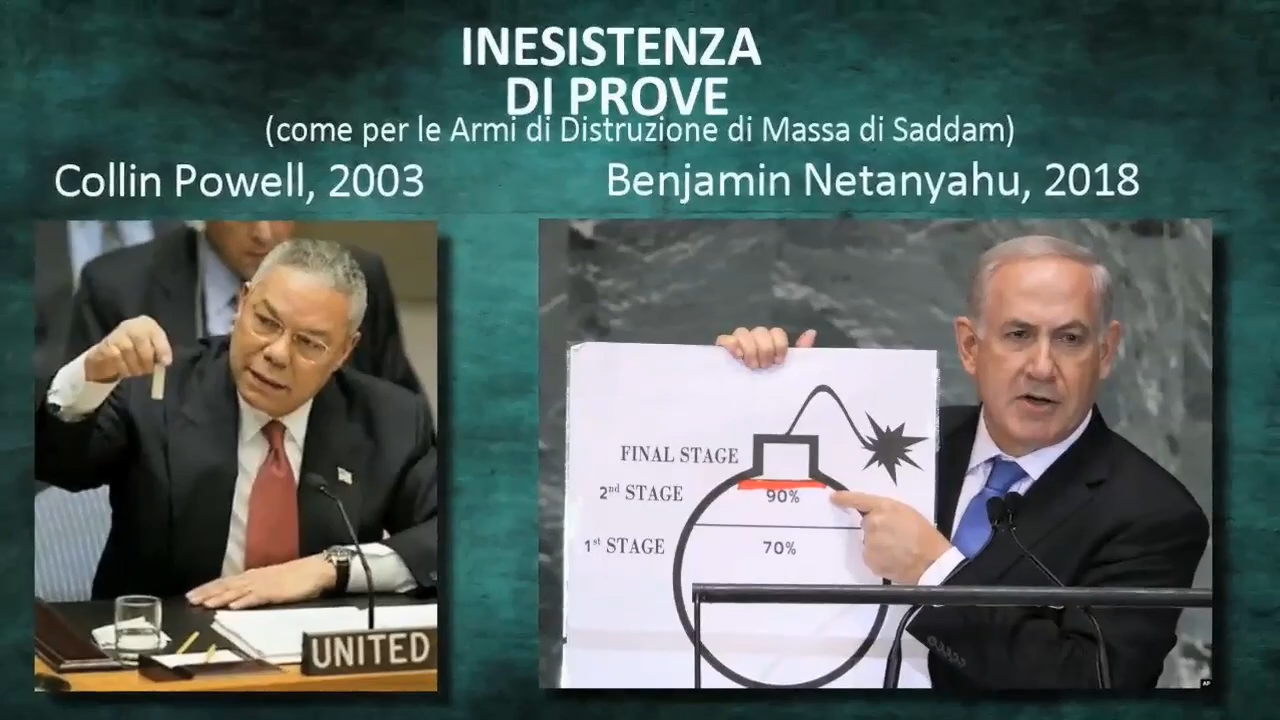 INESISTENZA
DI PROVE
(come per le Armi di Distruzione di Massa di Saddam)
Collin Powell, 2003
Benjamin Netanyahu, 2018
FINAL STAGE
2nd STAGE
90%
1st STAGE
70%
UNITED
AP